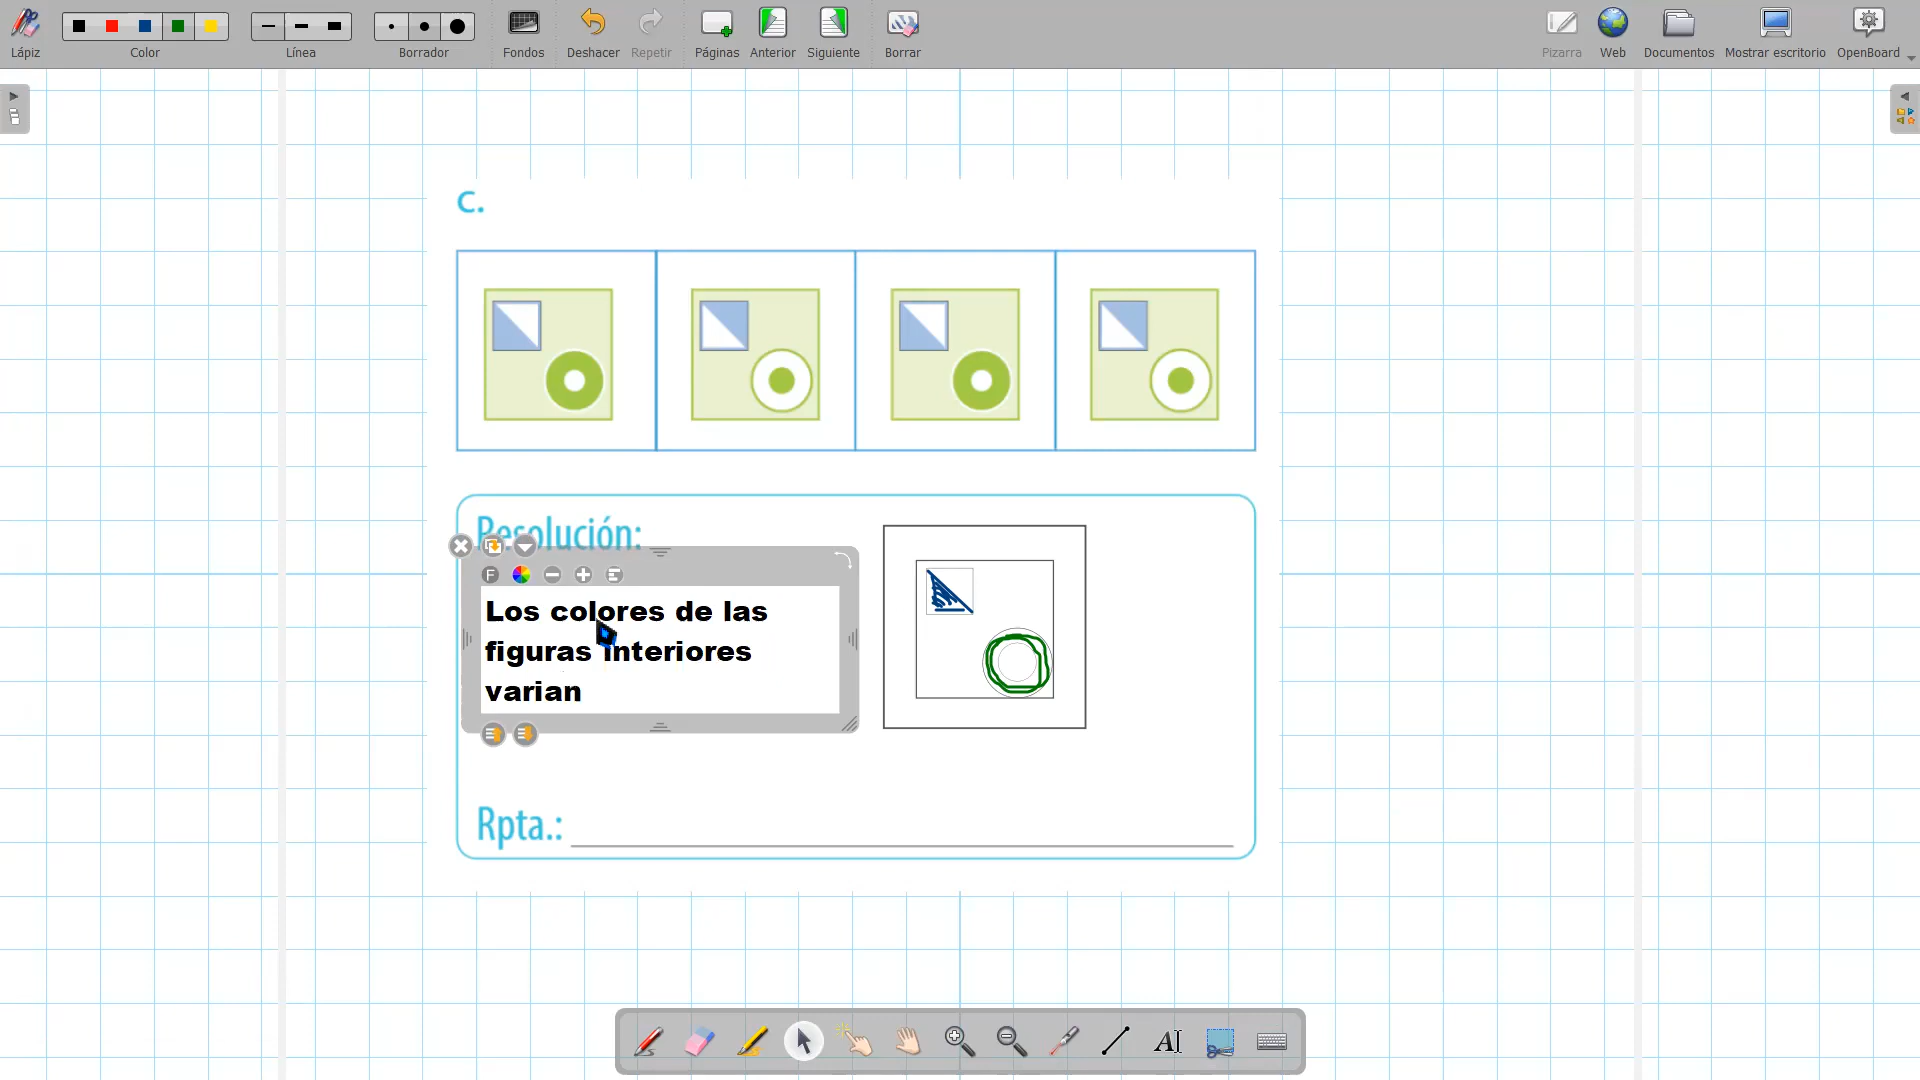 Lápiz
Color
Línea
Borrador
Fondos
Deshacer
Repetir
Páginas
Anterior
Siguiente
Borrar
Pizarra
Web
Documentos
Mostrar escritorio
OpenBoard
c.
Resolución:
F
Los colores de las
figuras interiores
varian
Rpta.: